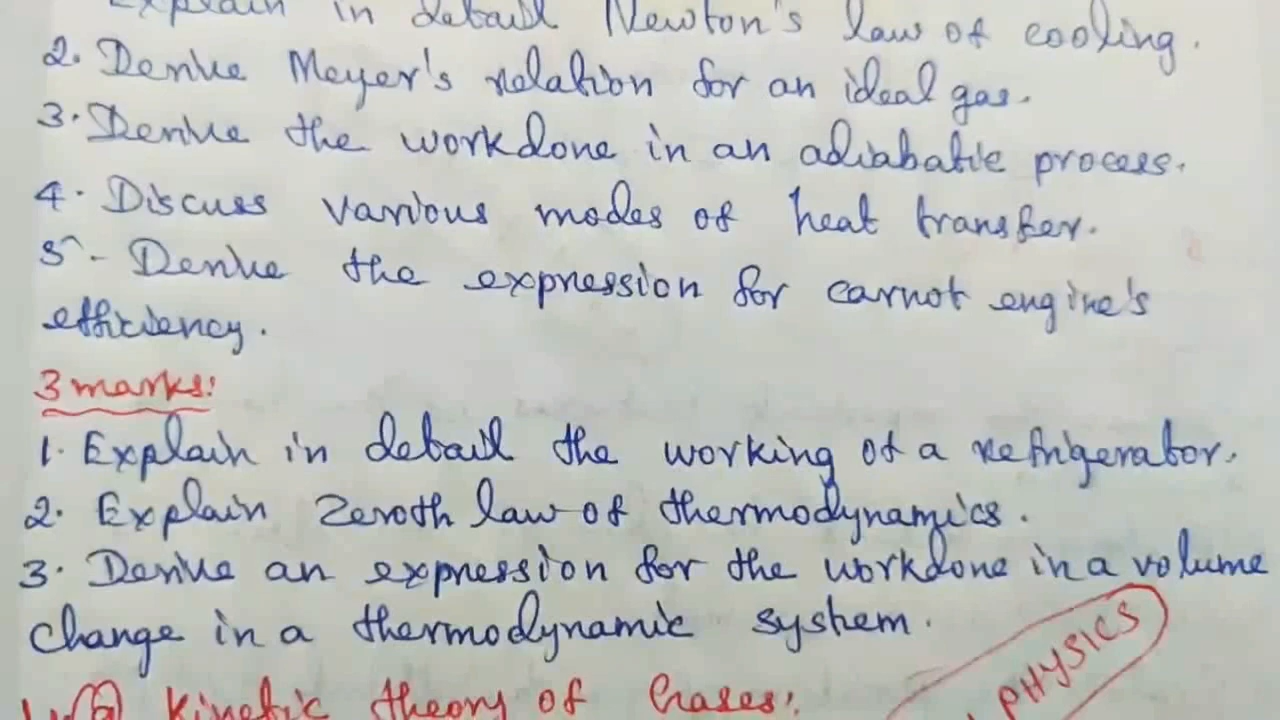 Explain in detail Newton's law of cooling.
2. Derive Meyer's relation for an ideal gas.
3. Derive the workdone in an adiabatic process.
4. Discuss various modes of heat transfer.
5. Derive the expression for carnot engine's
efficiency.
3 marks:
1. Explain in detail the working of a refrigerator.
2. Explain Zeroth law of thermodynamics.
3. Derive an expression for the workdone in a volume
change in a thermodynamic system.
PHYSICS
Kinetic theory of Gases: